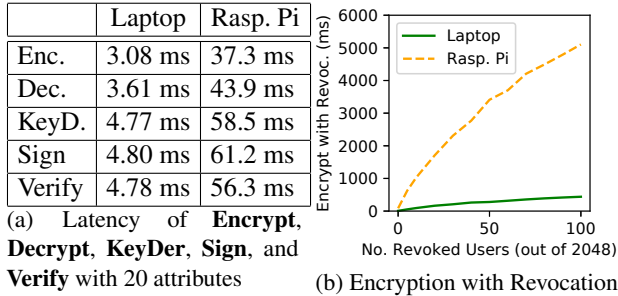 Laptop Rasp. Pi
Enc. 3.08 ms 37.3 ms
Dec. 3.61 ms 43.9 ms
KeyD. 4.77 ms 58.5 ms
Sign 4.80 ms 61.2 ms
Verify 4.78 ms 56.3 ms
(a) Latency of Encrypt,
Decrypt, KeyDer, Sign, and
Verify with 20 attributes
Encrypt with Revoc. (ms)
6000
5000
4000
3000
2000
1000
0
Laptop
Rasp. Pi
0 50 100
No. Revoked Users (out of 2048)
(b) Encryption with Revocation